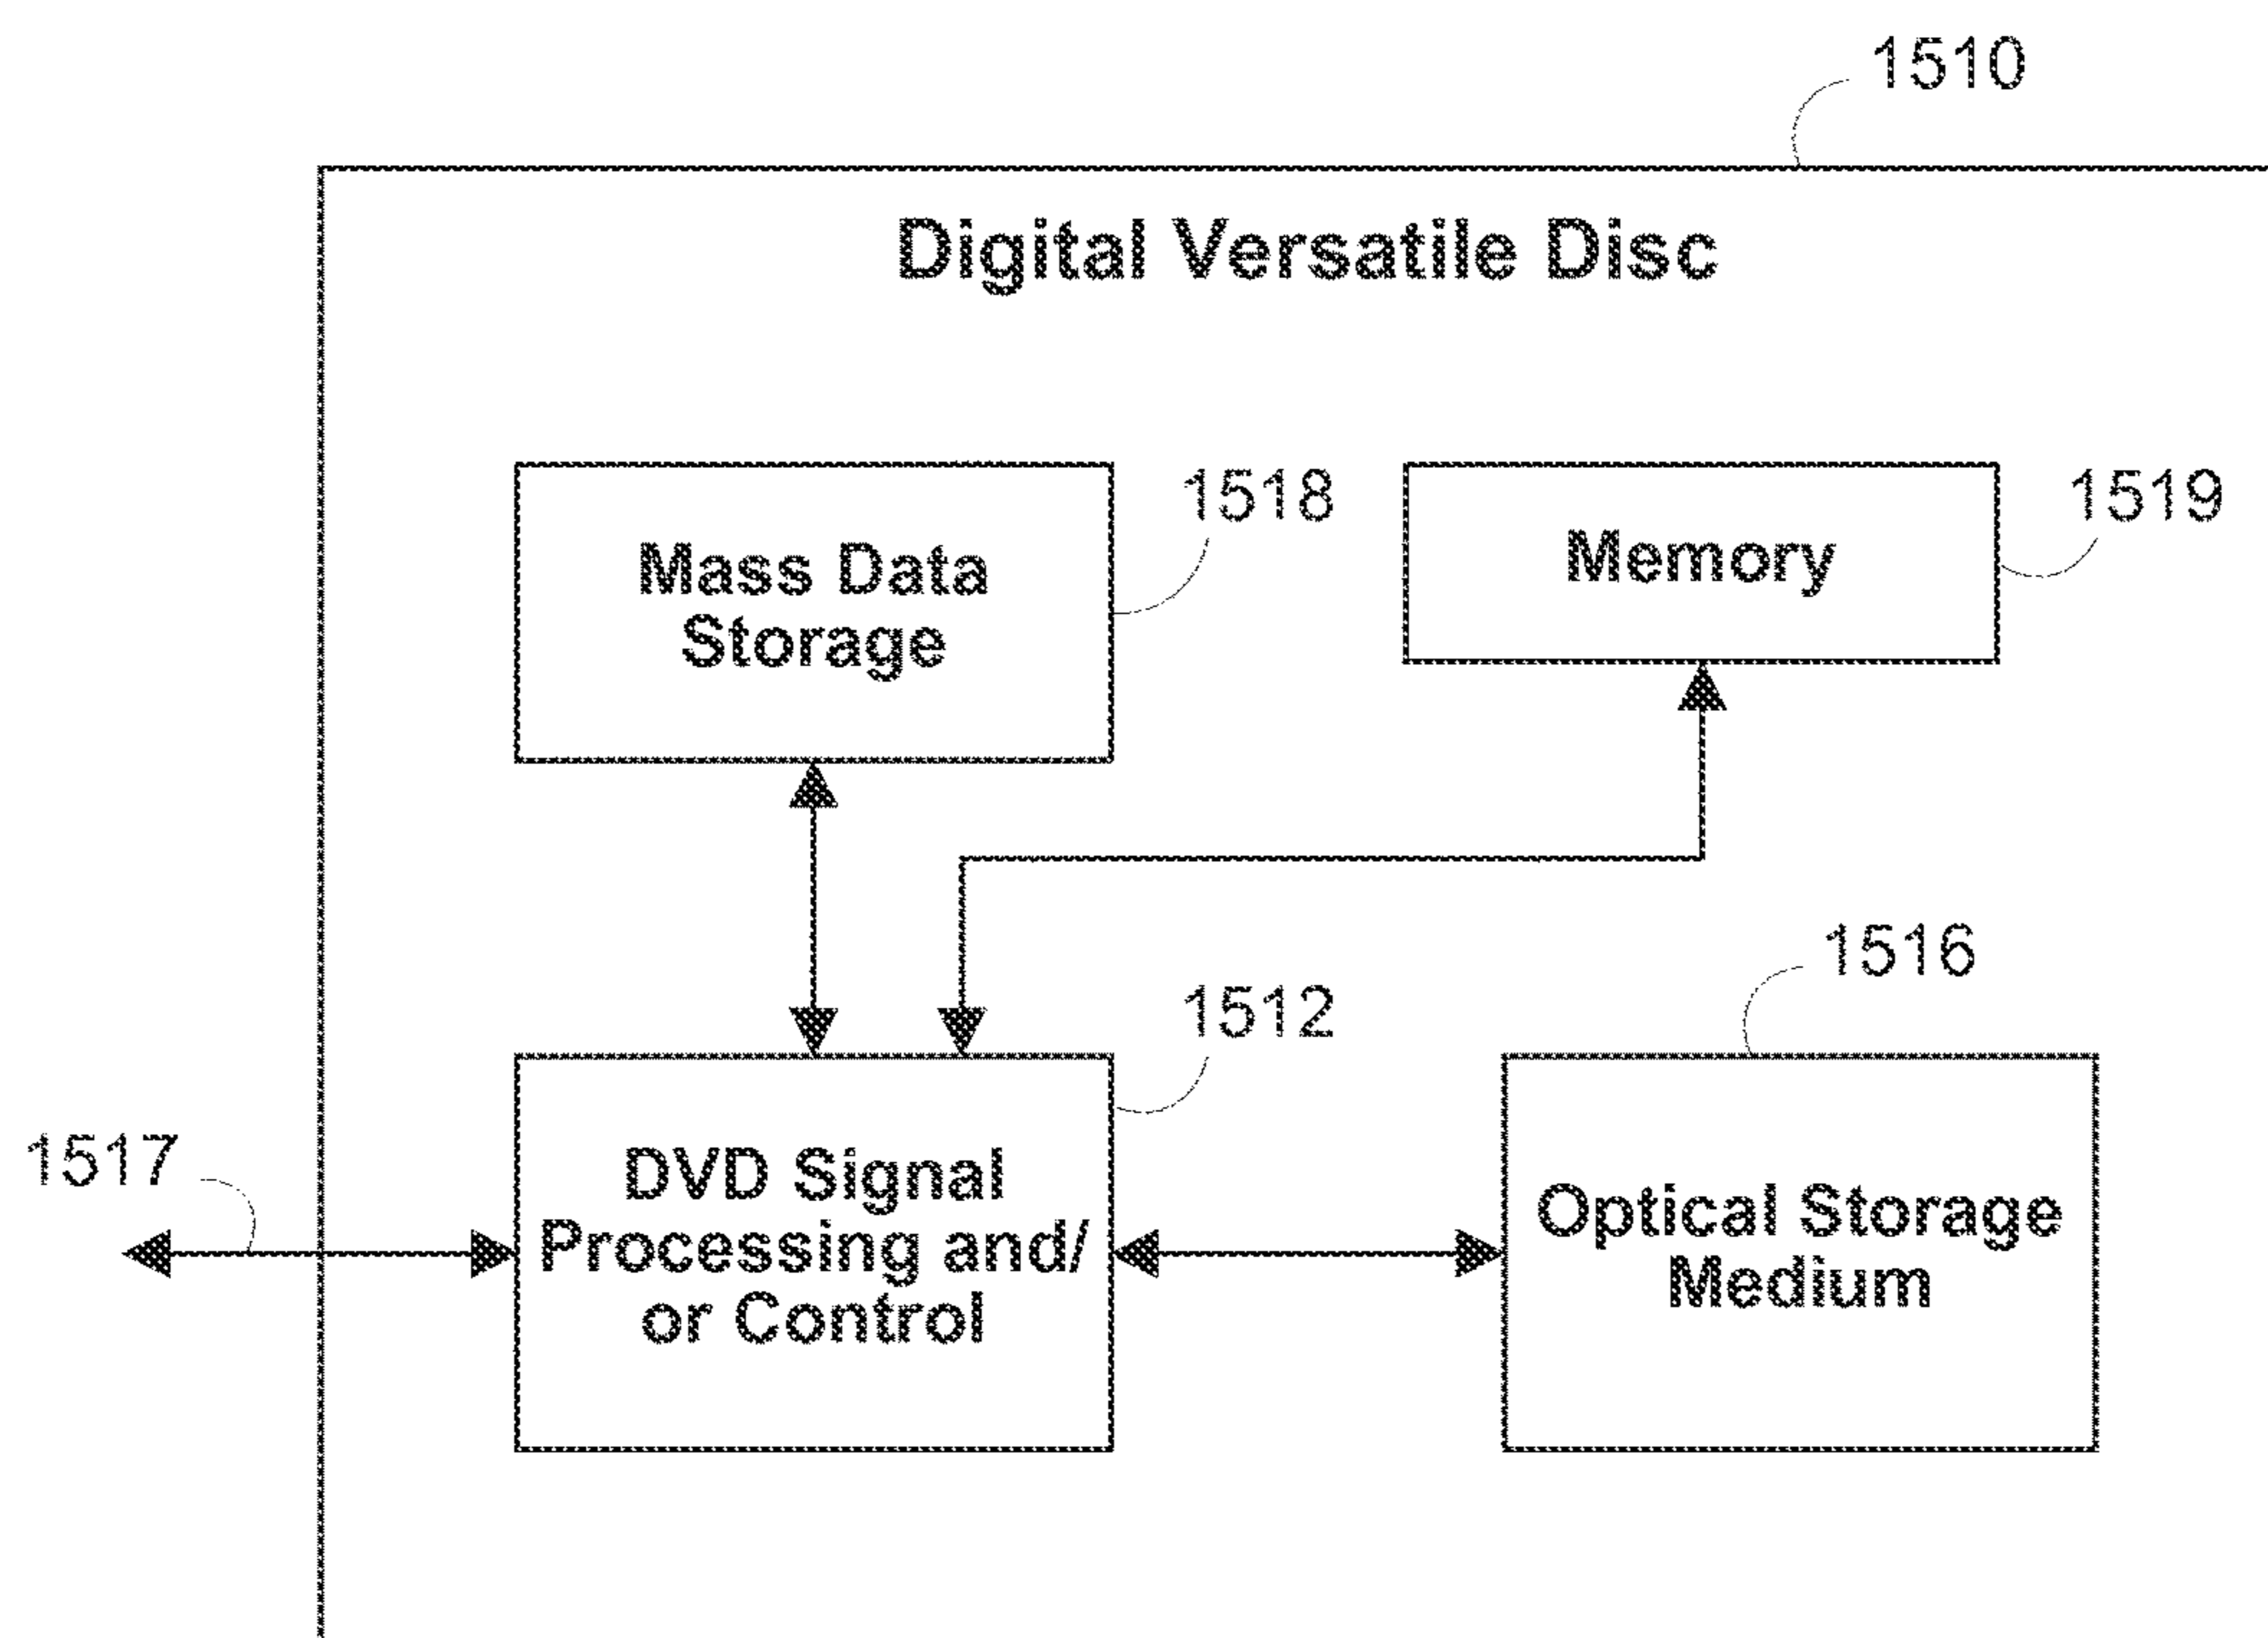 1510
Digital Versatile Disc
1518
1519
Mass Data
Storage
Memory
1516
1512
1517
DVD Signal
Processing and/
or Control
Optical Storage
Medium